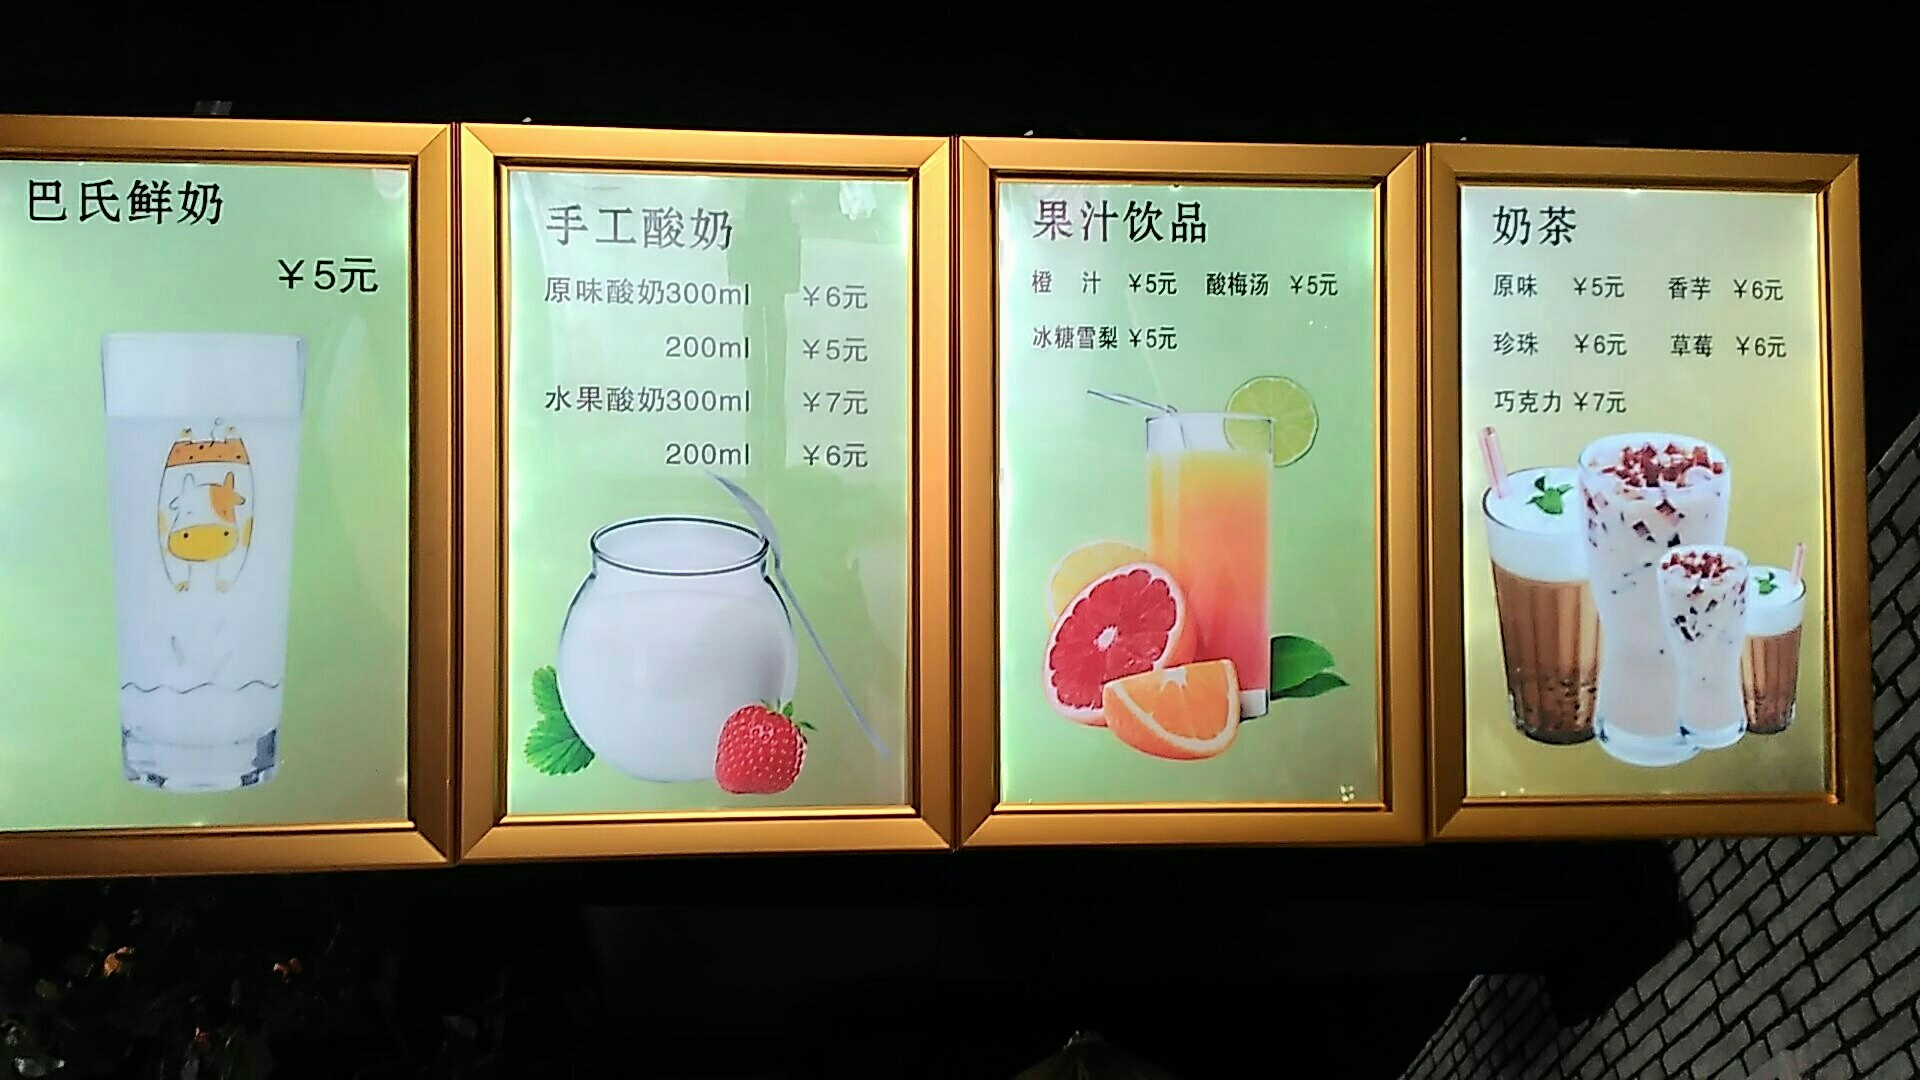 巴氏鲜奶
￥5元
手工酸奶
原味酸奶300ml ￥6元
200ml ￥5元
水果酸奶300ml ￥7元
200ml ￥6元
果汁饮品
橙 汁 ￥5元 酸梅汤 ￥5元
冰糖雪梨 ￥5元
奶茶
原味 ￥5元 香芋 ￥6元
珍珠 ￥6元 草莓 ￥6元
巧克力 ￥7元